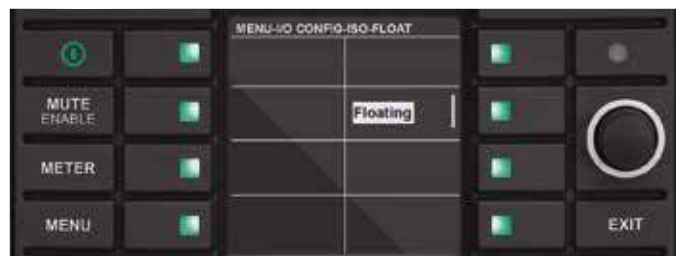 MENU-I/O CONFIG-ISO-FLOAT
MUTE
ENABLE
Floating
METER
MENU
EXIT